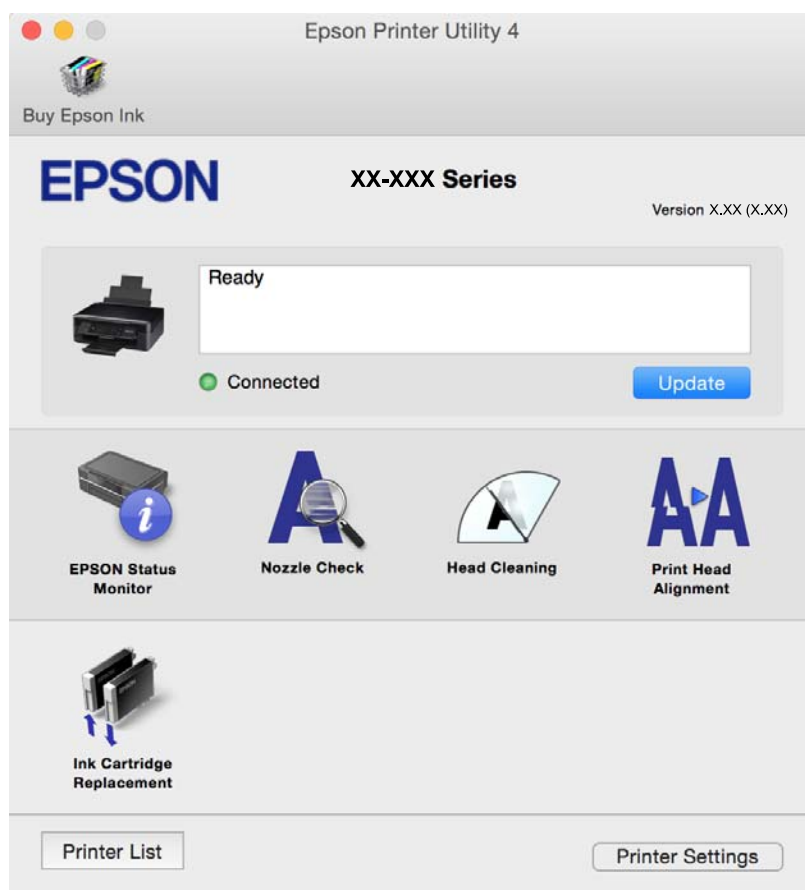 Epson Printer Utility 4
Buy Epson Ink
EPSON
XX-XXX Series
Version X.XX (X.XX)
Ready
Connected
Update
EPSON Status
Monitor
Nozzle Check
Head Cleaning
Print Head
Alignment
Ink Cartridge
Replacement
Printer List
Printer Settings